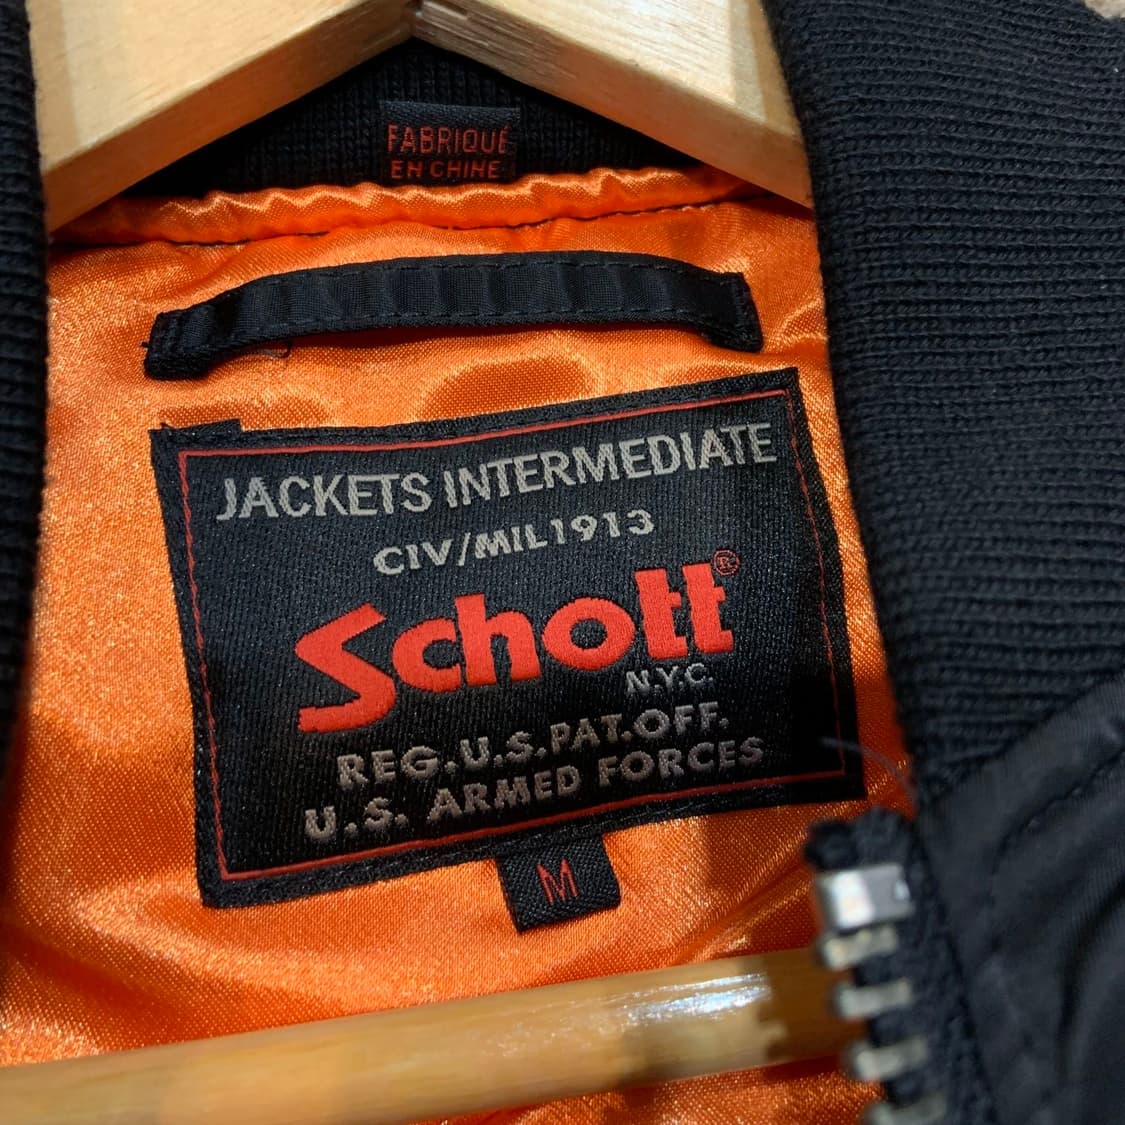 FABRIQUÉ
EN CHINE
JACKETS INTERMEDIATE
CIV/MIL1913
Schott®
N.Y.C.
REG.U.S.PAT.OFF.
U.S. ARMED FORCES
M